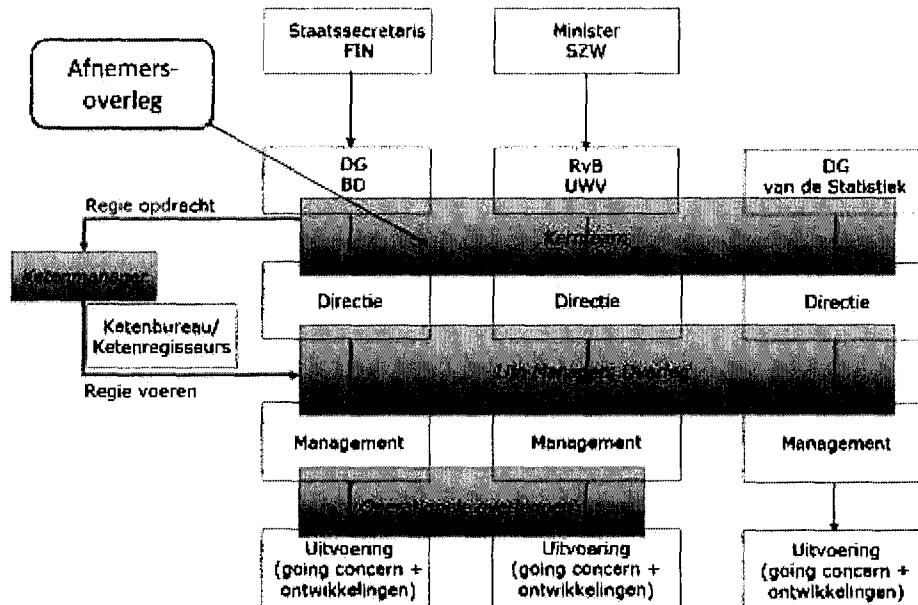 Staatssecretaris
FIN
Minister
SZW
Afnemers-
overleg
DG
BD
RvB
UWV
DG
van de Statistiek
Regie opdracht
Ketenmanager
Directie
Directie
Directie
Ketenbureau/
Ketenregisseurs
Regie voeren
Management
Management
Management
Uitvoering
(going concern +
ontwikkelingen)
Uitvoering
(going concern +
ontwikkelingen)
Uitvoering
(going concern +
ontwikkelingen)